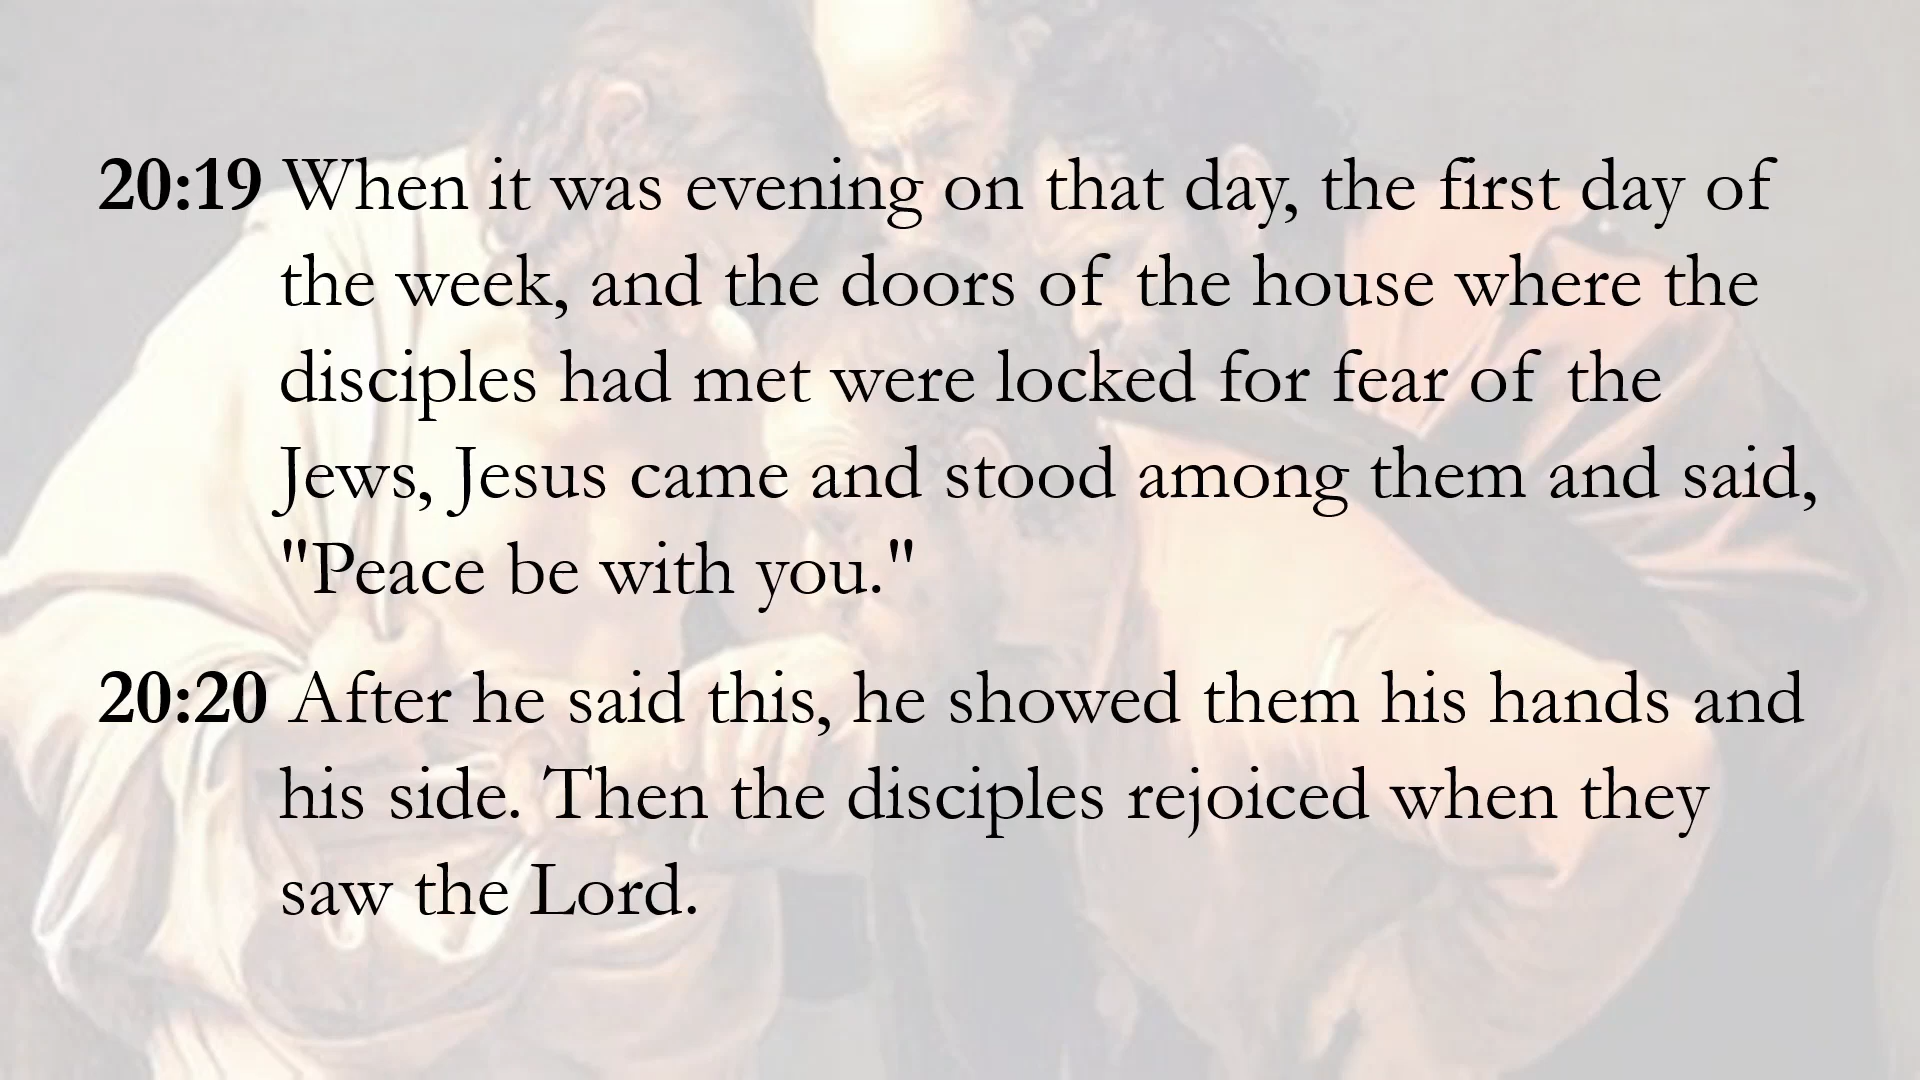 20:19 When it was evening on that day, the first day of
the week, and the doors of the house where the
disciples had met were locked for fear of the
Jews, Jesus came and stood among them and said,
"Peace be with you."
20:20 After he said this, he showed them his hands and
his side. Then the disciples rejoiced when they
saw the Lord.